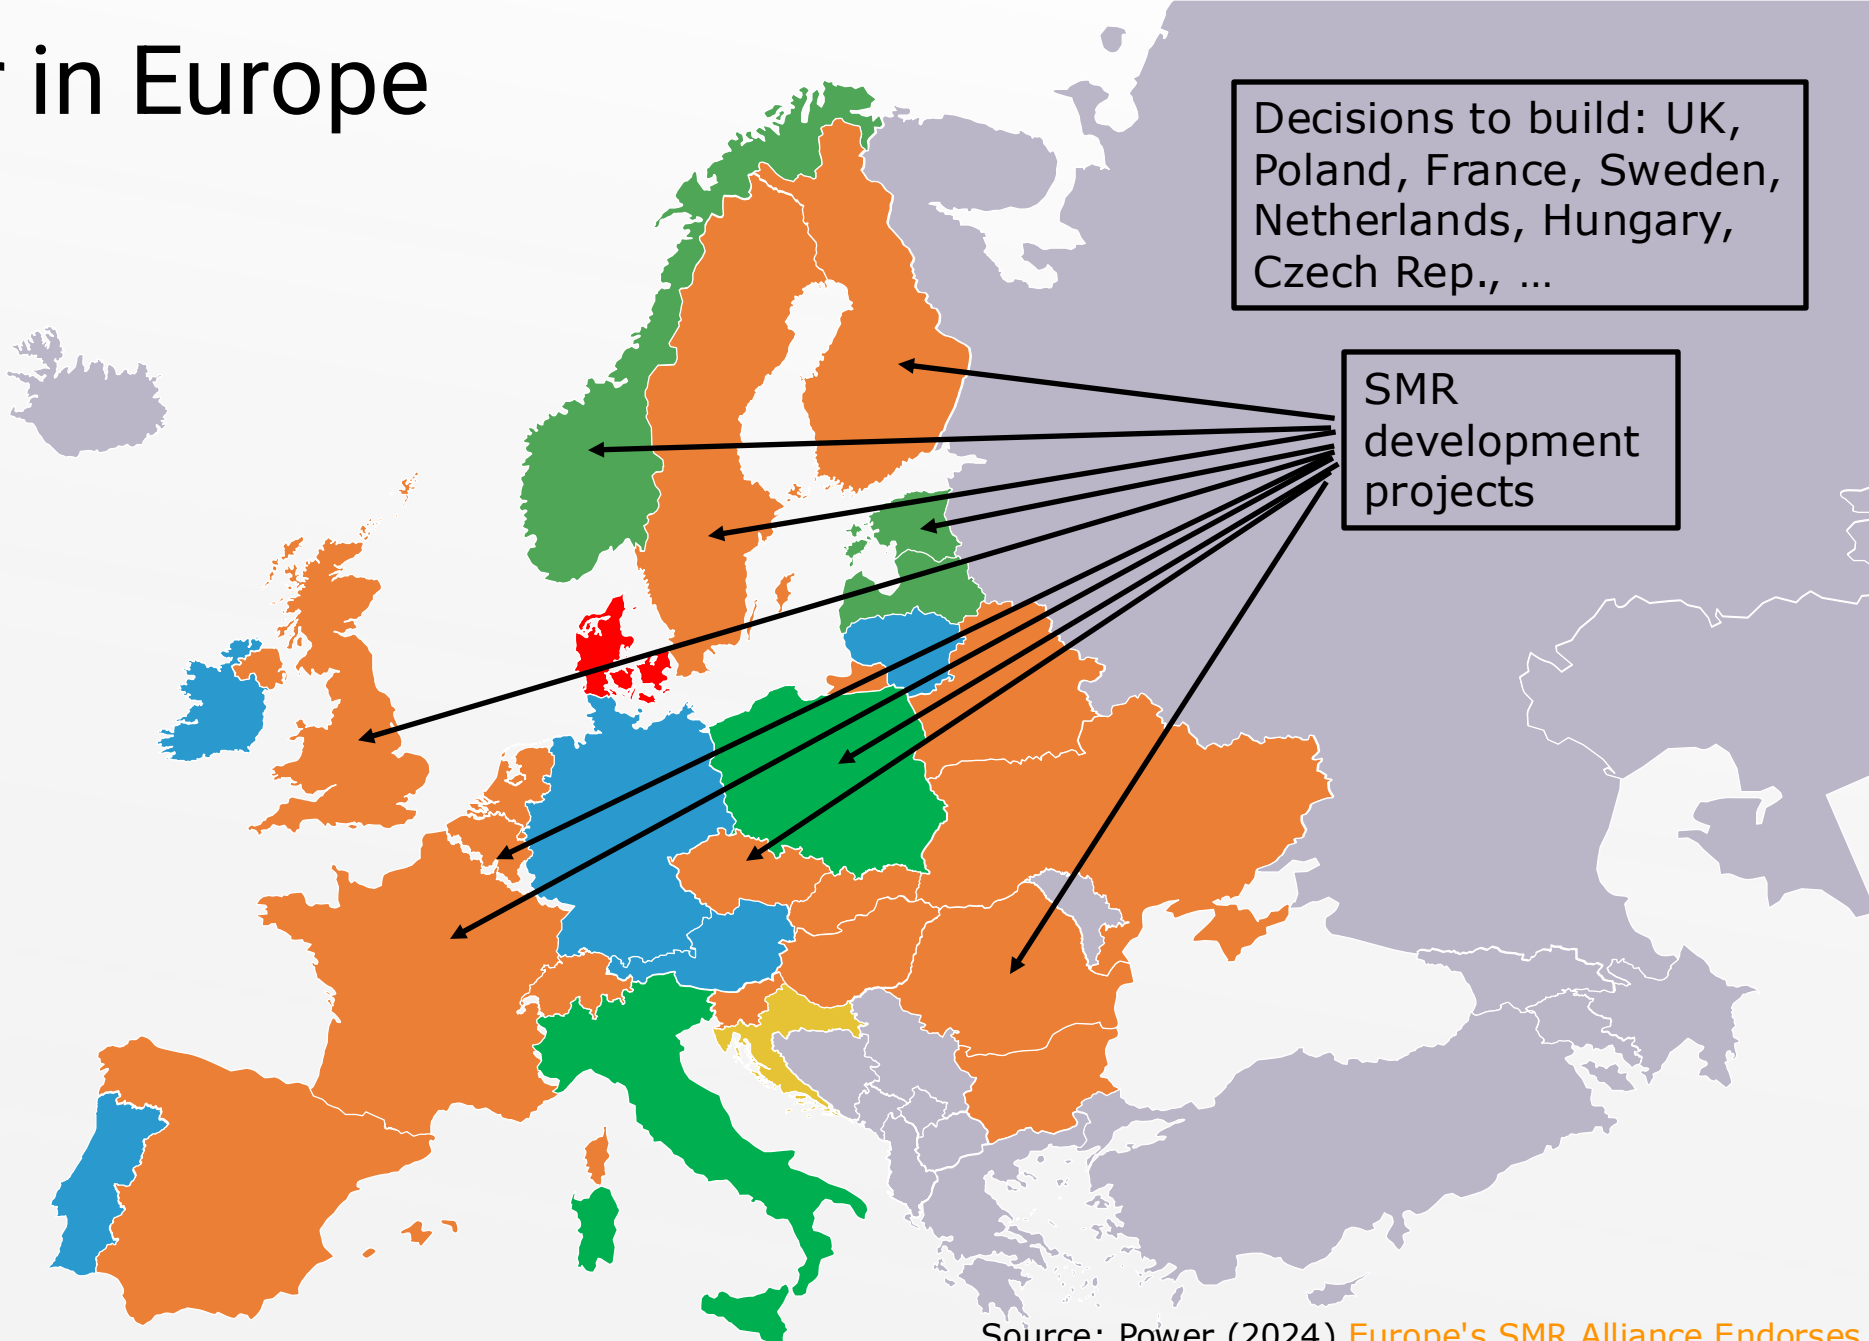 r in Europe
Decisions to build: UK,
Poland, France, Sweden,
Netherlands, Hungary,
Czech Rep., ...
SMR
development
projects
Source: Power (2024) Europe's SMR Alliance Endorses